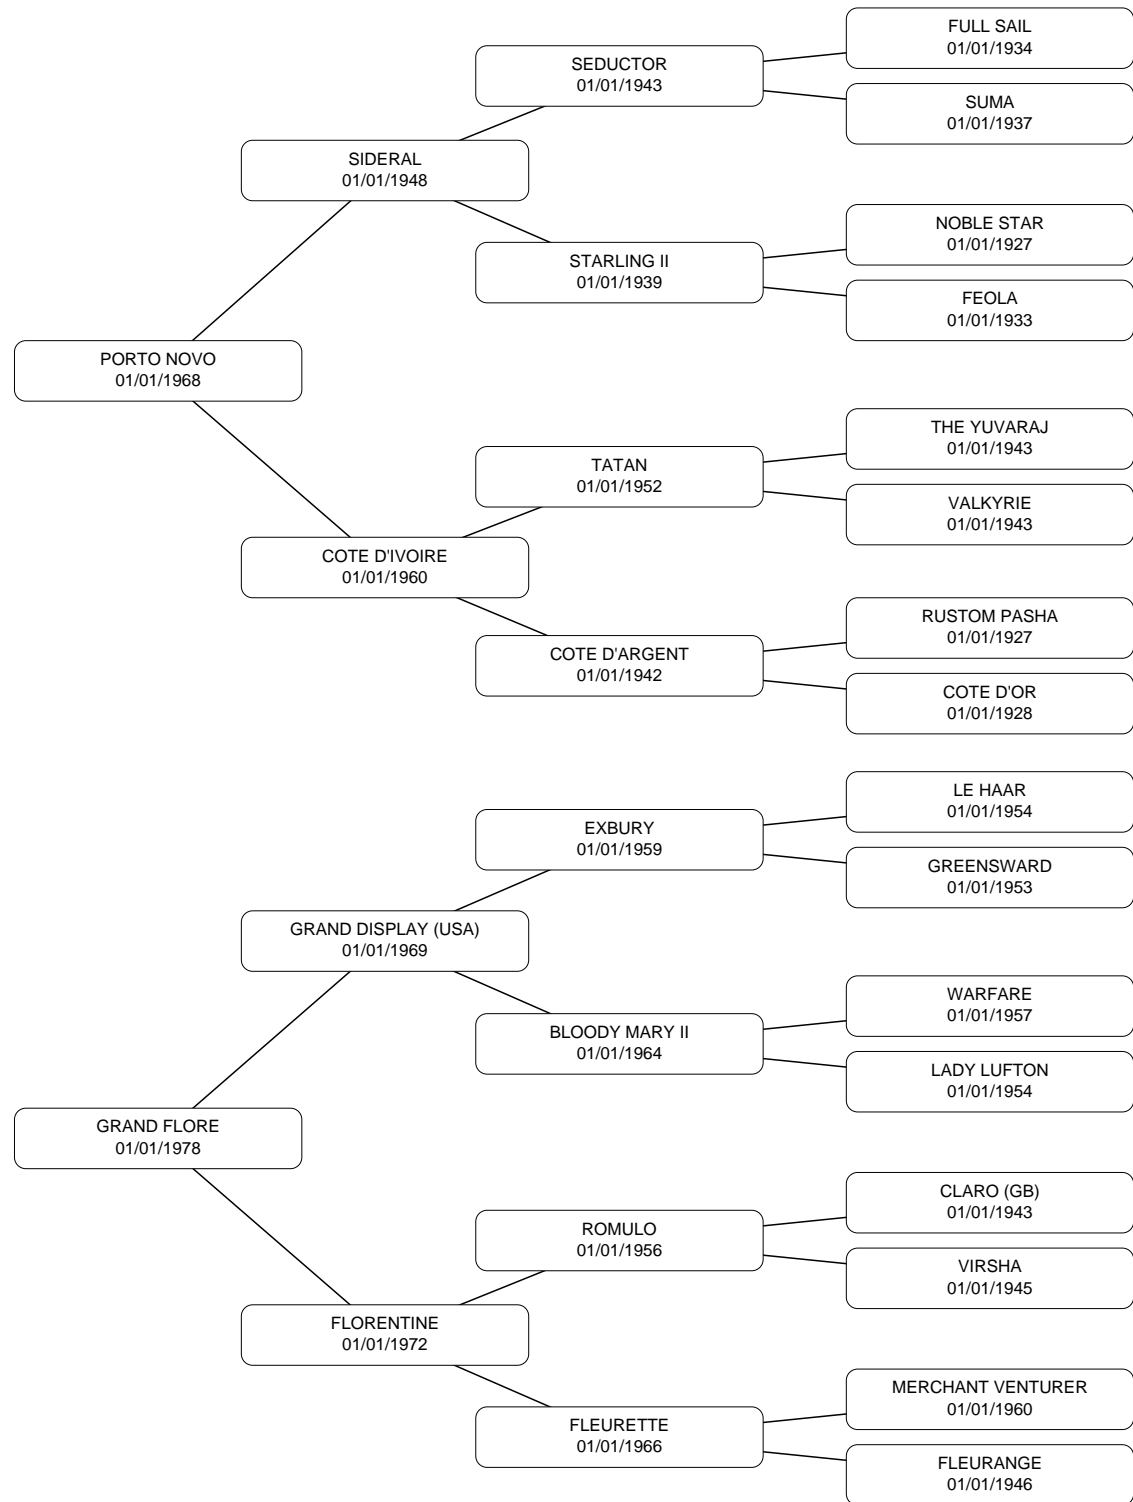 FULL SAIL
01/01/1934
SEDUCTOR
01/01/1943
SUMA
01/01/1937
SIDERAL
01/01/1948
NOBLE STAR
01/01/1927
STARLING II
01/01/1939
FEOLA
01/01/1933
PORTO NOVO
01/01/1968
THE YUVARAJ
01/01/1943
TATAN
01/01/1952
VALKYRIE
01/01/1943
COTE D'IVOIRE
01/01/1960
RUSTOM PASHA
01/01/1927
COTE D'ARGENT
01/01/1942
COTE D'OR
01/01/1928
LE HAAR
01/01/1954
EXBURY
01/01/1959
GREENSWARD
01/01/1953
GRAND DISPLAY (USA)
01/01/1969
WARFARE
01/01/1957
BLOODY MARY II
01/01/1964
LADY LUFTON
01/01/1954
GRAND FLORE
01/01/1978
CLARO (GB)
01/01/1943
ROMULO
01/01/1956
VIRSHA
01/01/1945
FLORENTINE
01/01/1972
MERCHANT VENTURER
01/01/1960
FLEURETTE
01/01/1966
FLEURANGE
01/01/1946